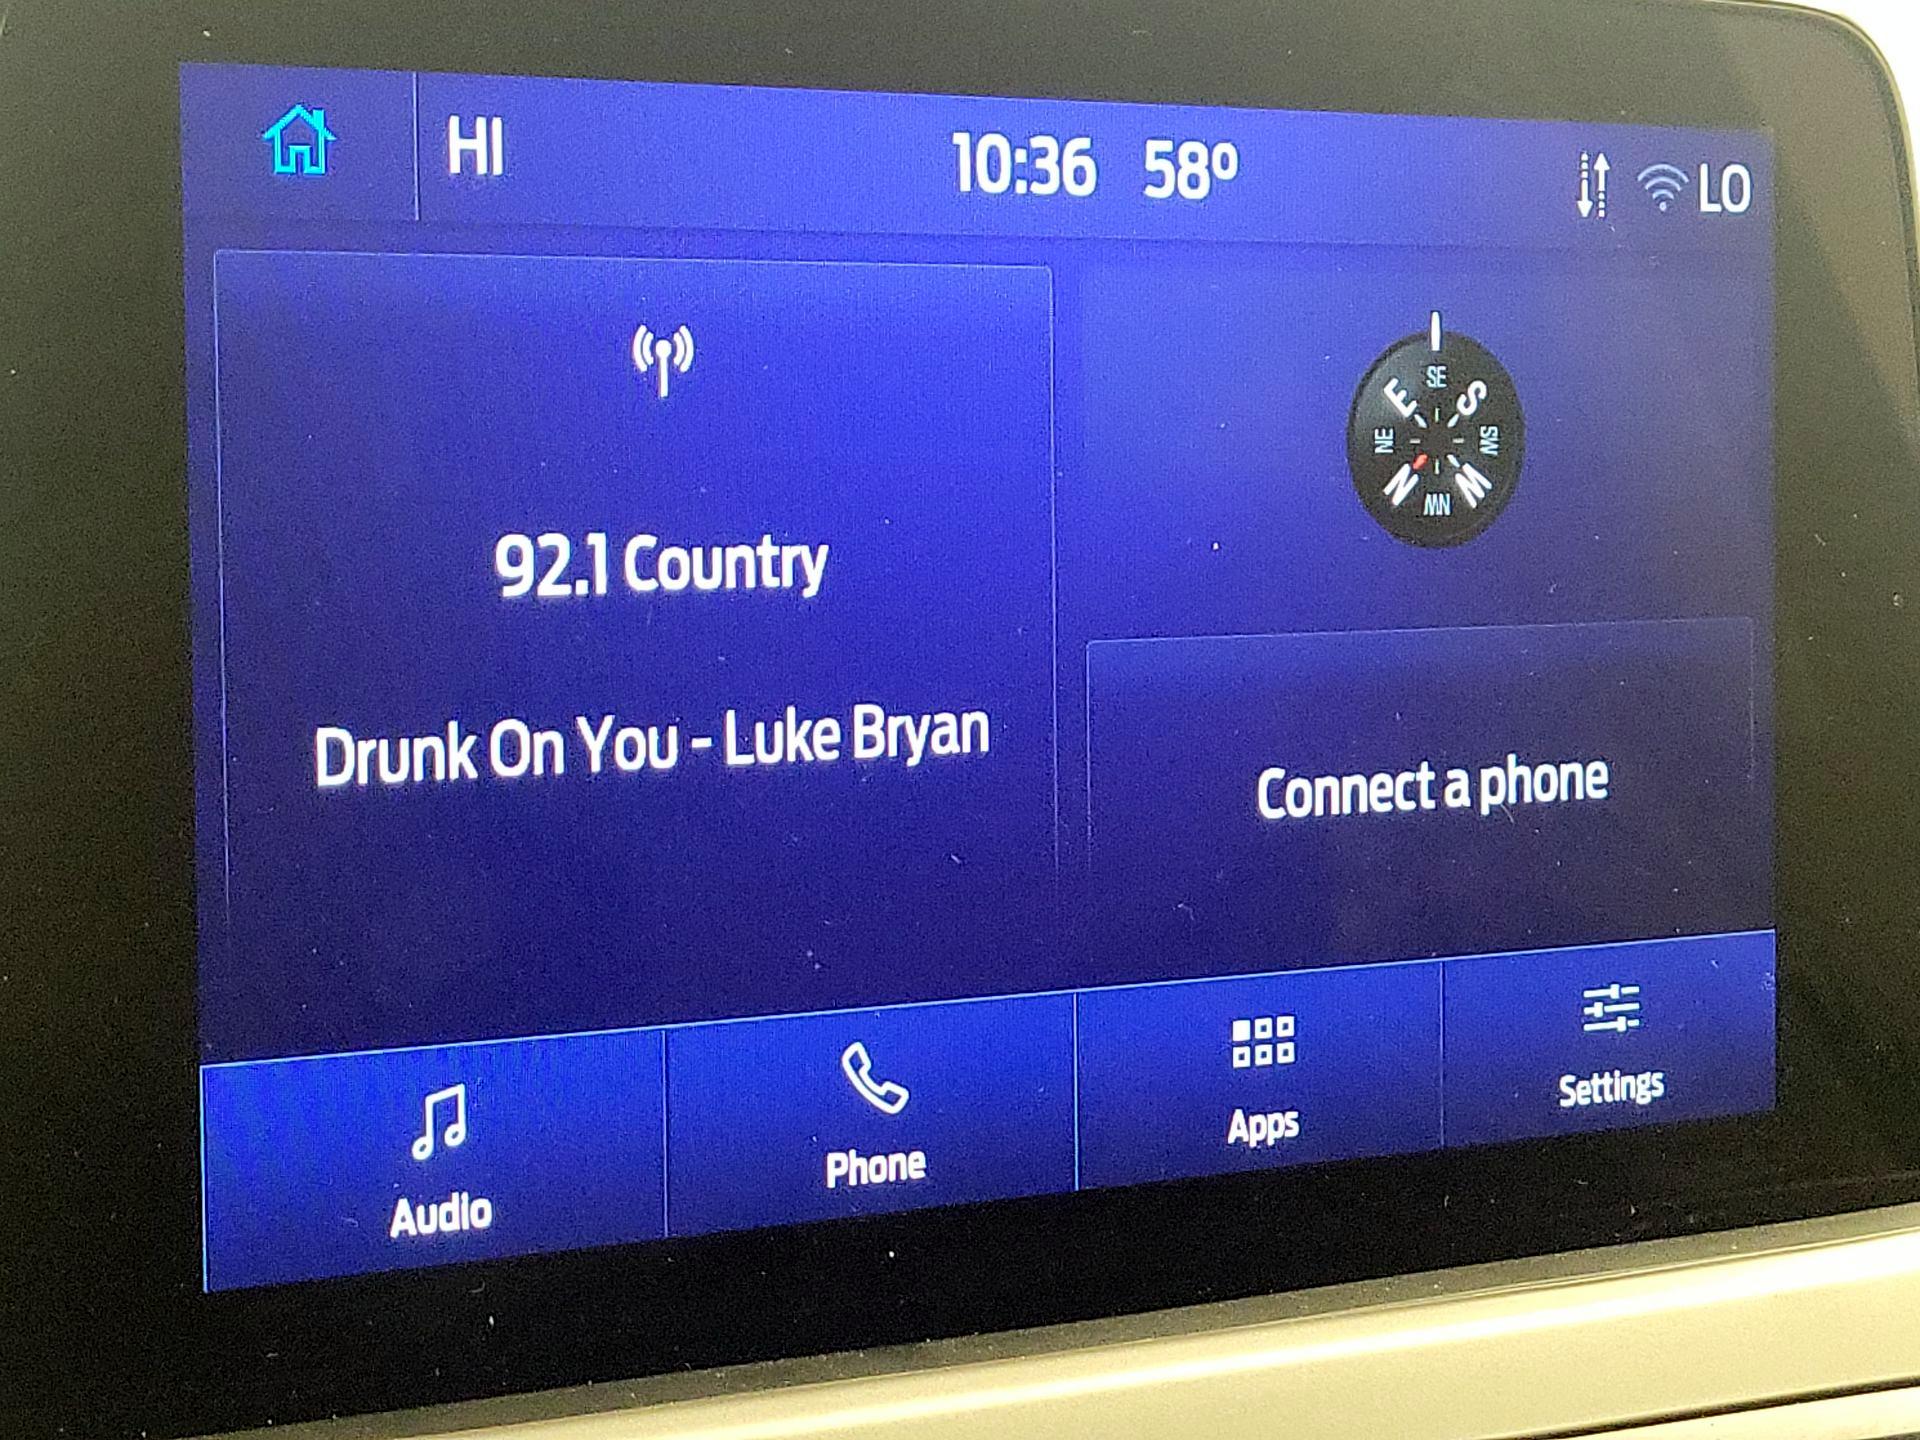 HI
10:36 58º
LO
92.1 Country
Drunk On You - Luke Bryan
SE
E S
NE SW
N W
NW
Connect a phone
Audio
Phone
Apps
Settings